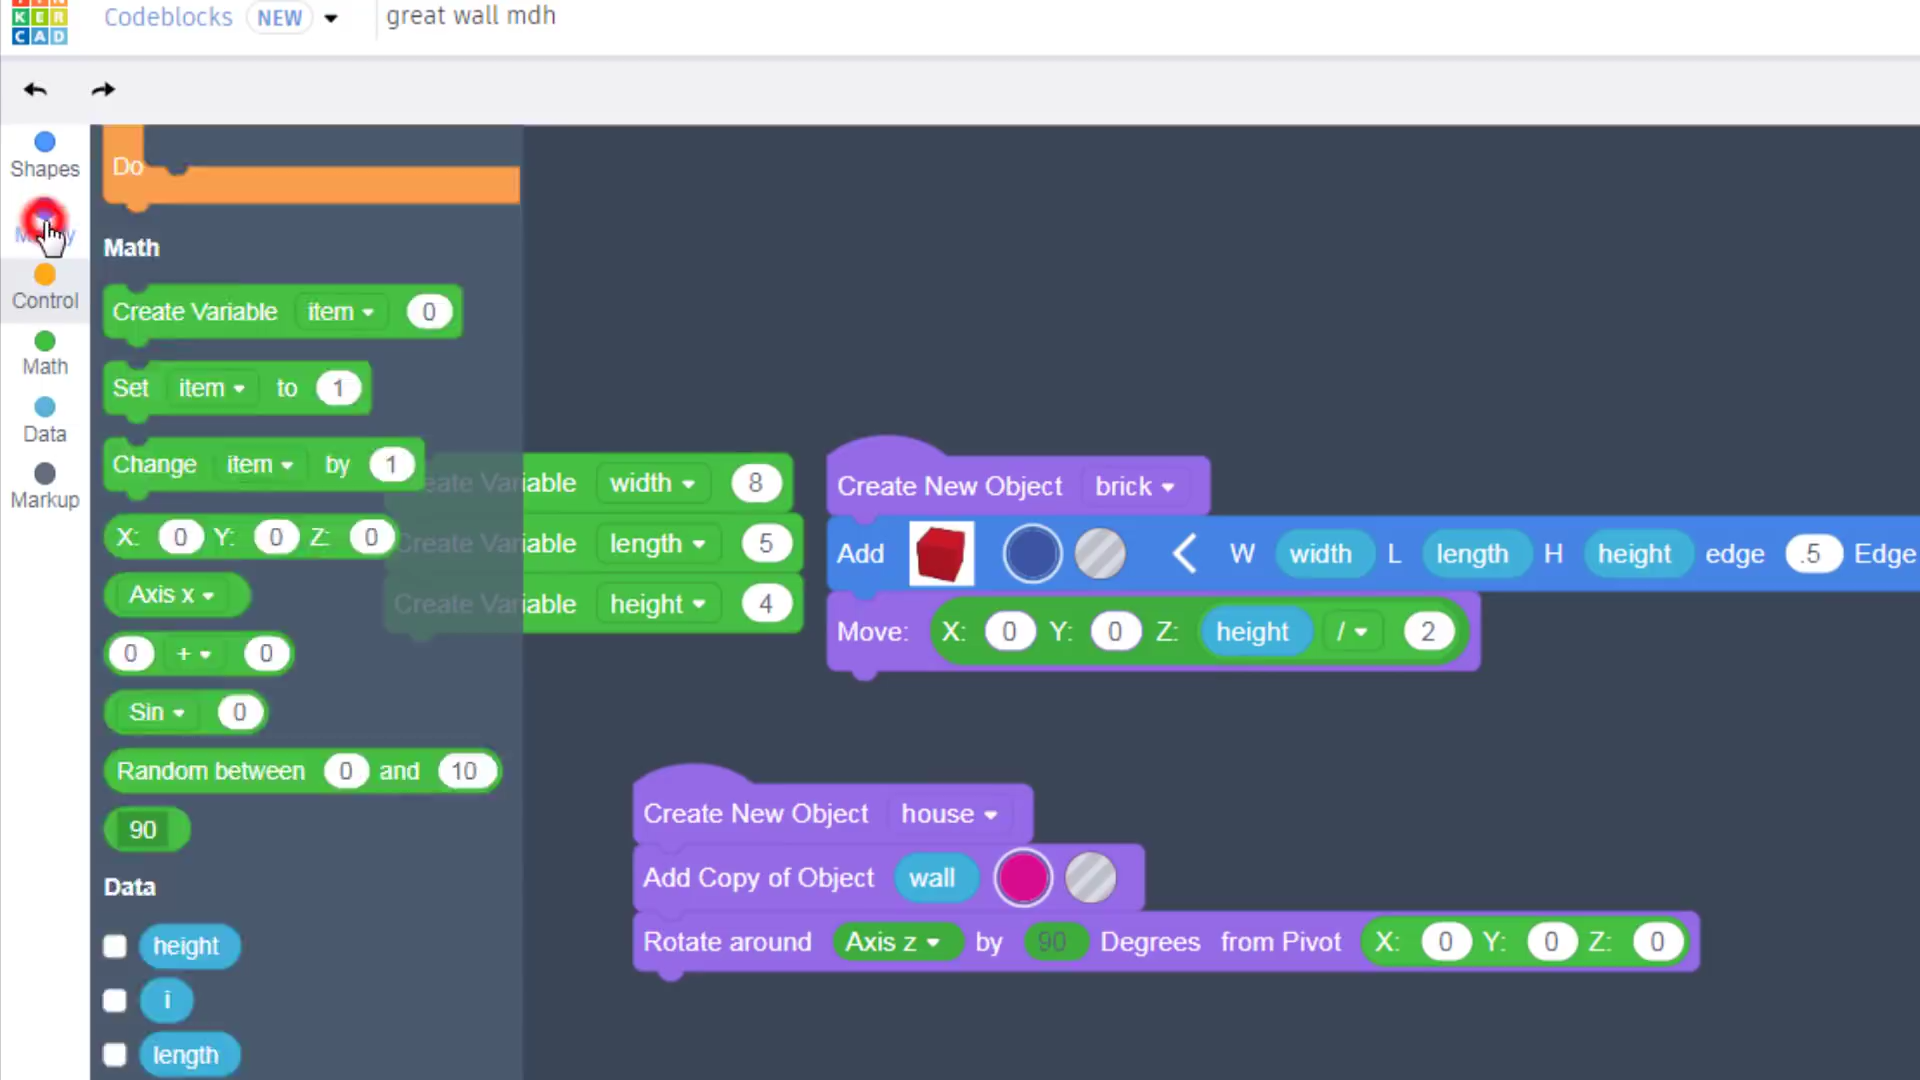 TINKERCAD
Codeblocks NEW great wall mdh
Shapes
Control
Math
Data
Markup
Do
Math
Create Variable item 0
Set item to 1
Change item by 1
X: 0 Y: 0 Z: 0
Axis x
0 + 0
Sin 0
Random between 0 and 10
90
Data
height
i
length
Create Variable width 8
Create Variable length 5
Create Variable height 4
Create New Object brick
Add W width L length H height edge .5 Edge
Move: X: 0 Y: 0 Z: height / 2
Create New Object house
Add Copy of Object wall
Rotate around Axis z by 90 Degrees from Pivot X: 0 Y: 0 Z: 0